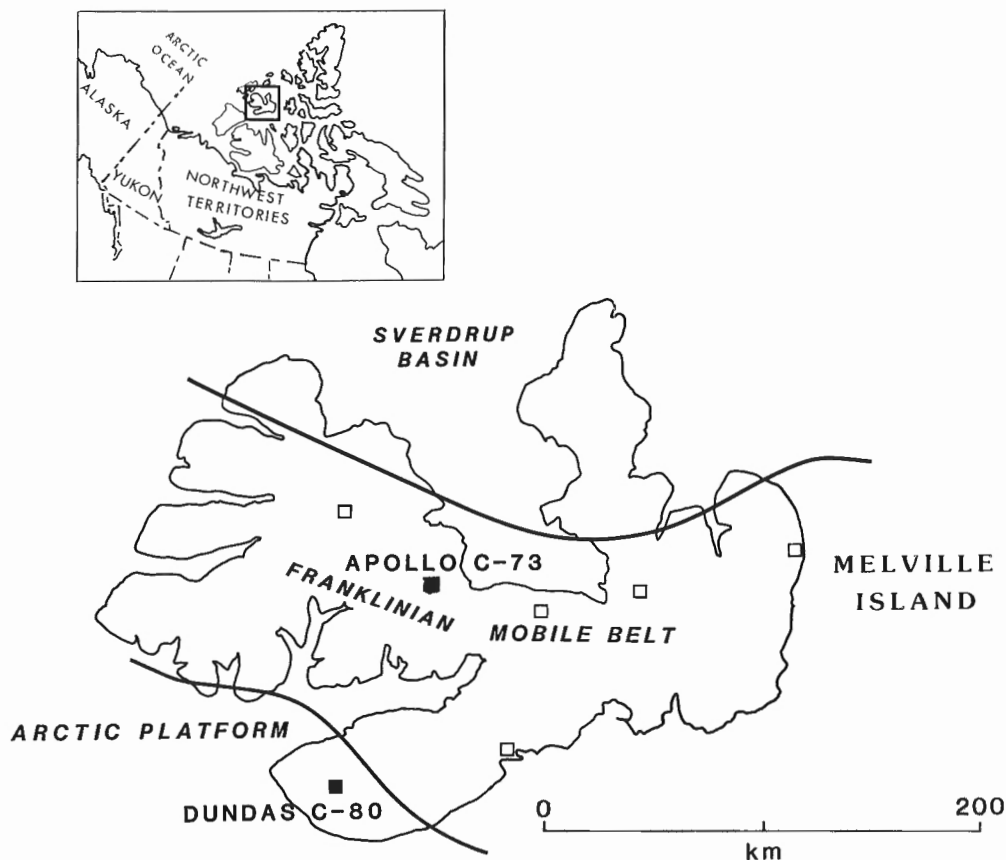 ARCTIC
OCEAN
ALASKA
YUKON
NORTHWEST
TERRITORIES
SVERDRUP
BASIN
APOLLO C-73
FRANKLINIAN
MOBILE BELT
MELVILLE
ISLAND
ARCTIC PLATFORM
DUNDAS C-80
0 200
km